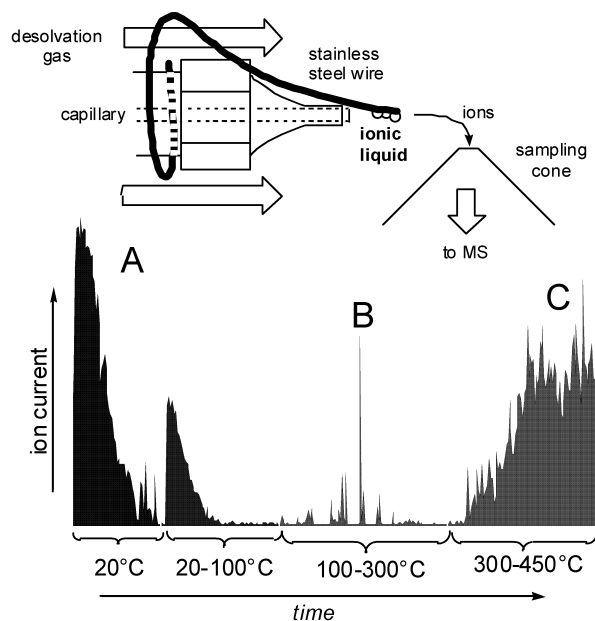 desolvation
gas
stainless
steel wire
capillary
ionic
liquid
ions
sampling
cone
to MS
A
B
C
ion current
20°C
20-100°C
100-300°C
300-450°C
time